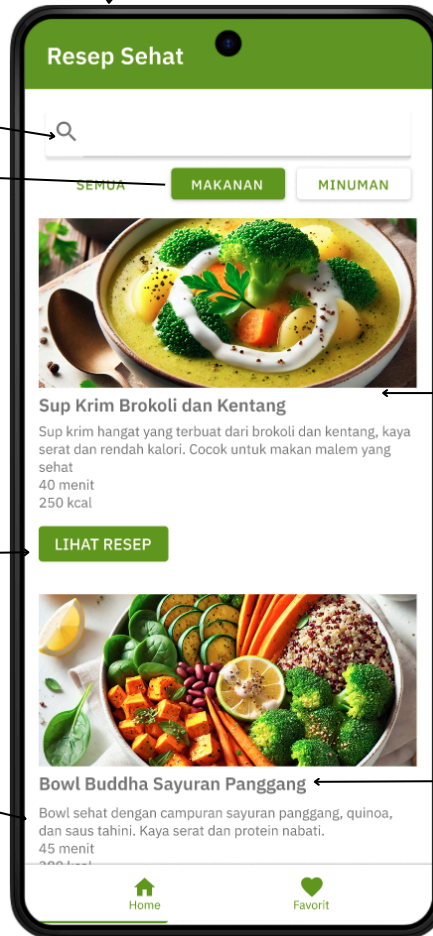 Resep Sehat
SEMUA
MAKANAN
MINUMAN
Sup Krim Brokoli dan Kentang
Sup krim hangat yang terbuat dari brokoli dan kentang, kaya
serat dan rendah kalori. Cocok untuk makan malem yang
sehat
40 menit
250 kcal
LIHAT RESEP
Bowl Buddha Sayuran Panggang
Bowl sehat dengan campuran sayuran panggang, quinoa,
dan saus tahini. Kaya serat dan protein nabati.
45 menit
Home
Favorit